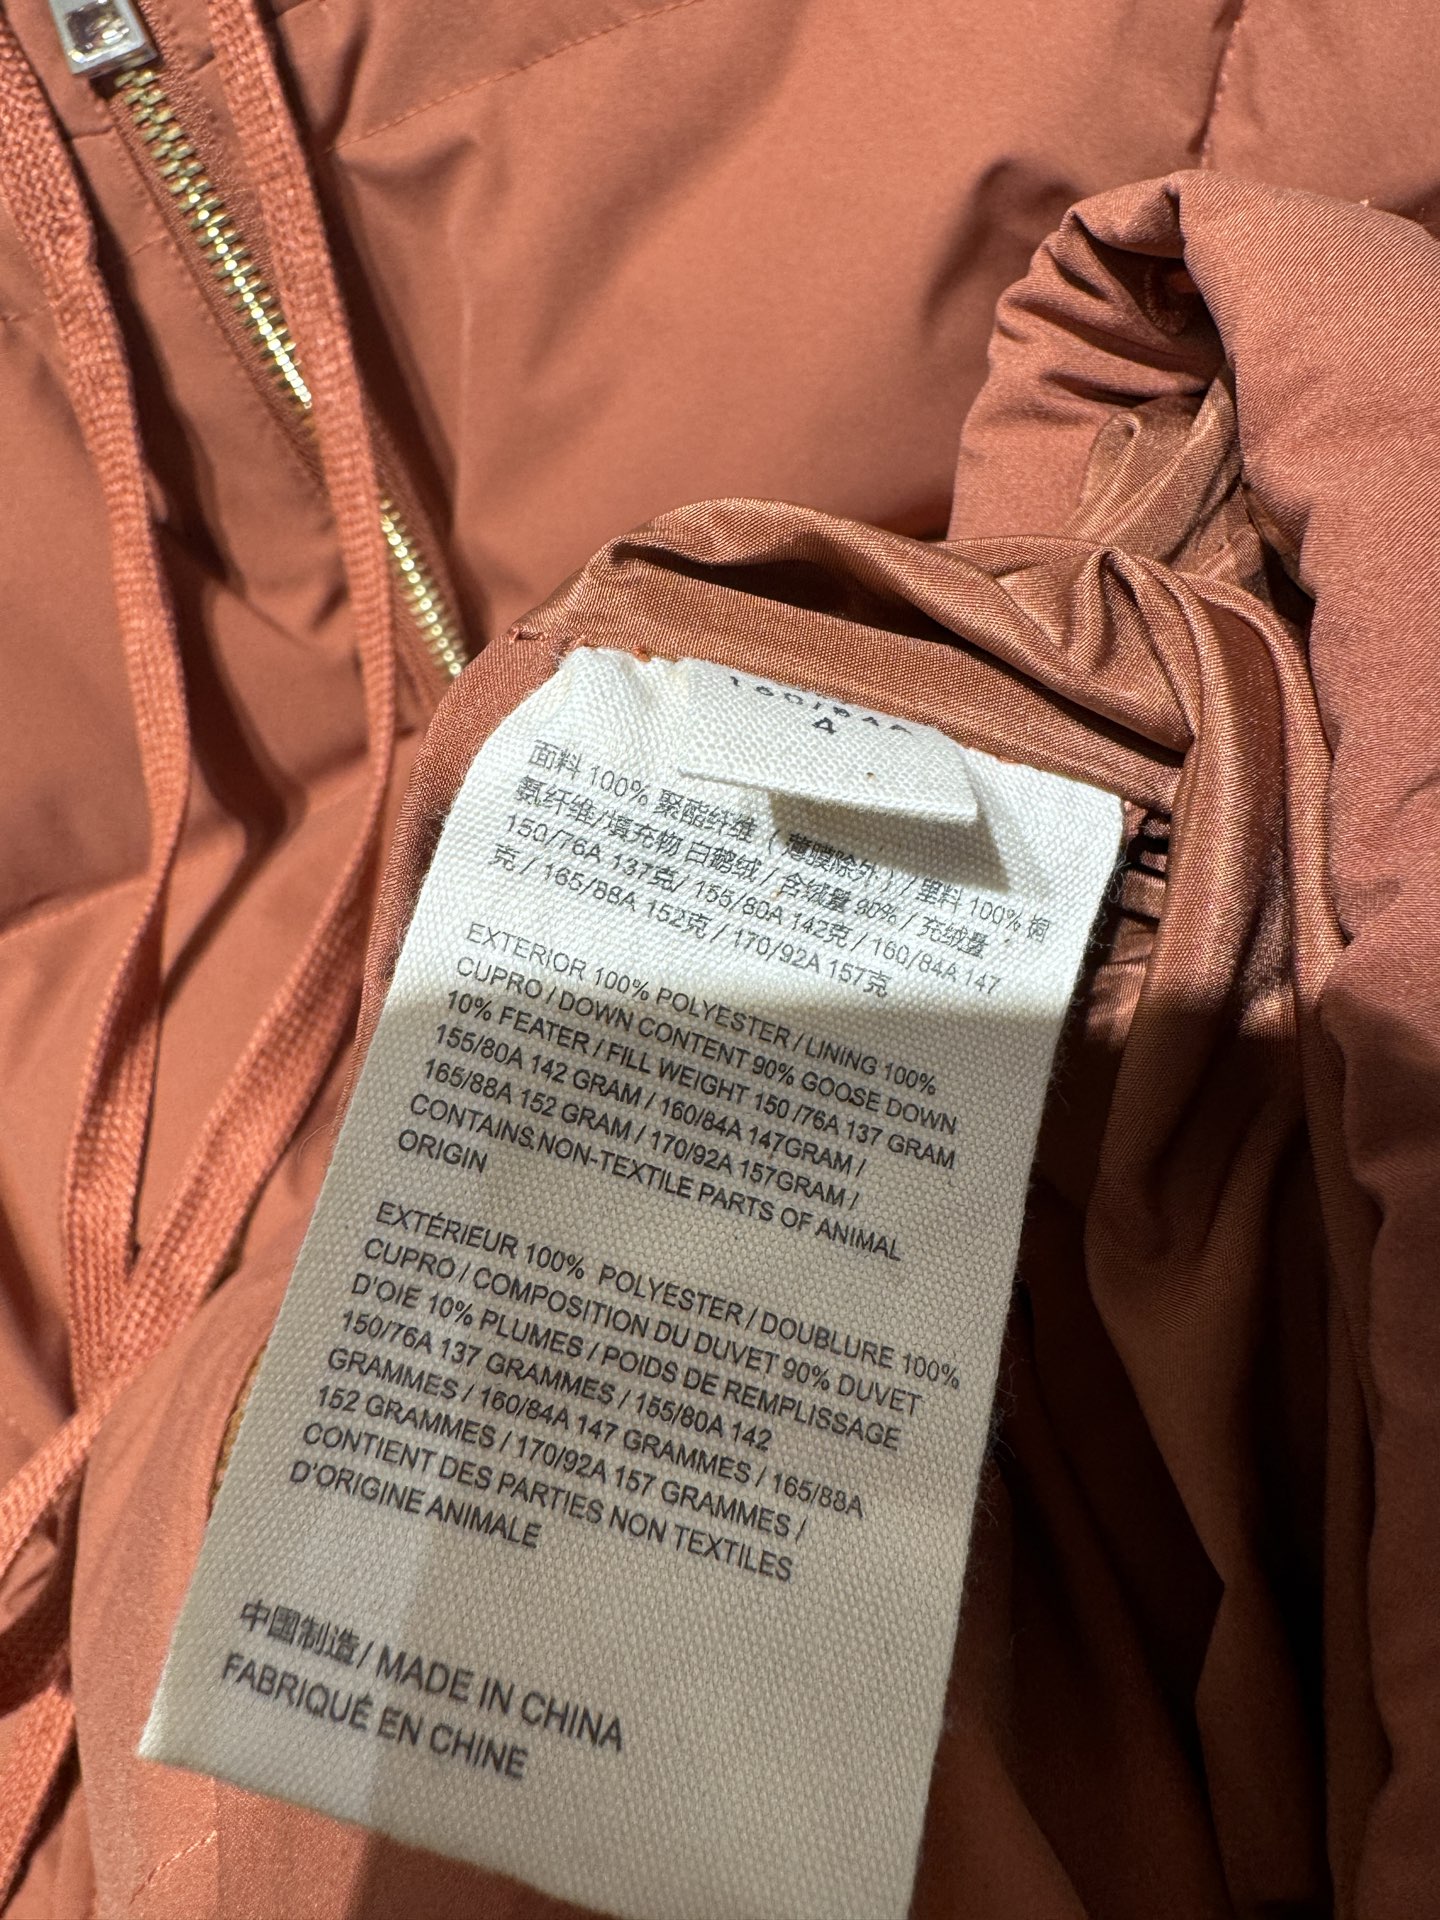 A
面料 100% 聚酯纤维 ( 薄膜除外 ) / 里料 100% 铜
氨纤维/填充物 白鹅绒 / 含绒量 90% / 充绒量 :
150/76A 137克/ 155/80A 142克 / 160/84A 147
克 / 165/88A 152克 / 170/92A 157克
EXTERIOR 100% POLYESTER / LINING 100%
CUPRO / DOWN CONTENT 90% GOOSE DOWN
10% FEATER / FILL WEIGHT 150 /76A 137 GRAM
155/80A 142 GRAM / 160/84A 147GRAM /
165/88A 152 GRAM / 170/92A 157GRAM /
CONTAINS.NON-TEXTILE PARTS OF ANIMAL
ORIGIN
EXTÉRIEUR 100% POLYESTER / DOUBLURE 100%
CUPRO / COMPOSITION DU DUVET 90% DUVET
D'OIE 10% PLUMES / POIDS DE REMPLISSAGE
150/76A 137 GRAMMES / 155/80A 142
GRAMMES / 160/84A 147 GRAMMES / 165/88A
152 GRAMMES / 170/92A 157 GRAMMES /
CONTIENT DES PARTIES NON TEXTILES
D'ORIGINE ANIMALE
中国制造 / MADE IN CHINA
FABRIQUÉ EN CHINE